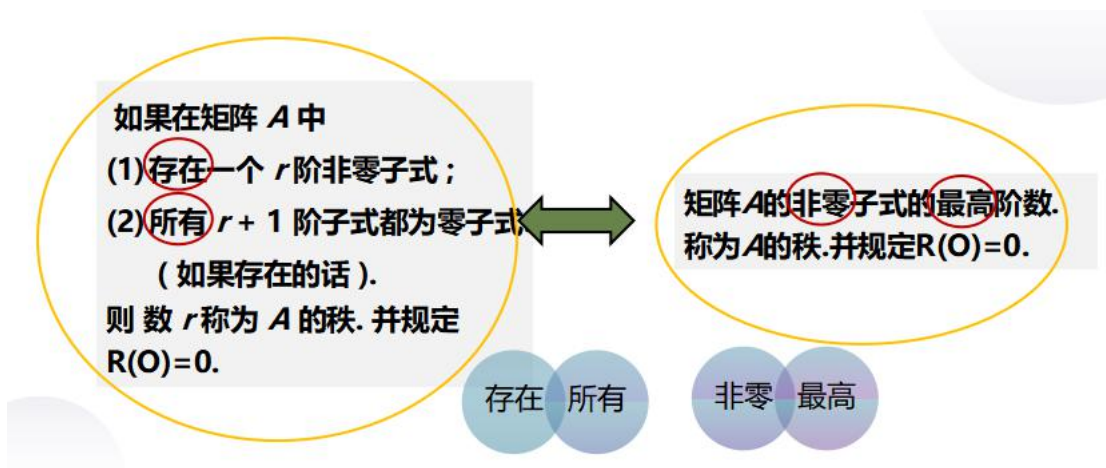 如果在矩阵 A 中
(1)存在一个 r 阶非零子式；
(2)所有 r + 1 阶子式都为零子式
（如果存在的话）.
则 数 r 称为 A 的秩. 并规定
R(O)=0.
矩阵A的非零子式的最高阶数.
称为A的秩.并规定R(O)=0.
存在 所有
非零 最高